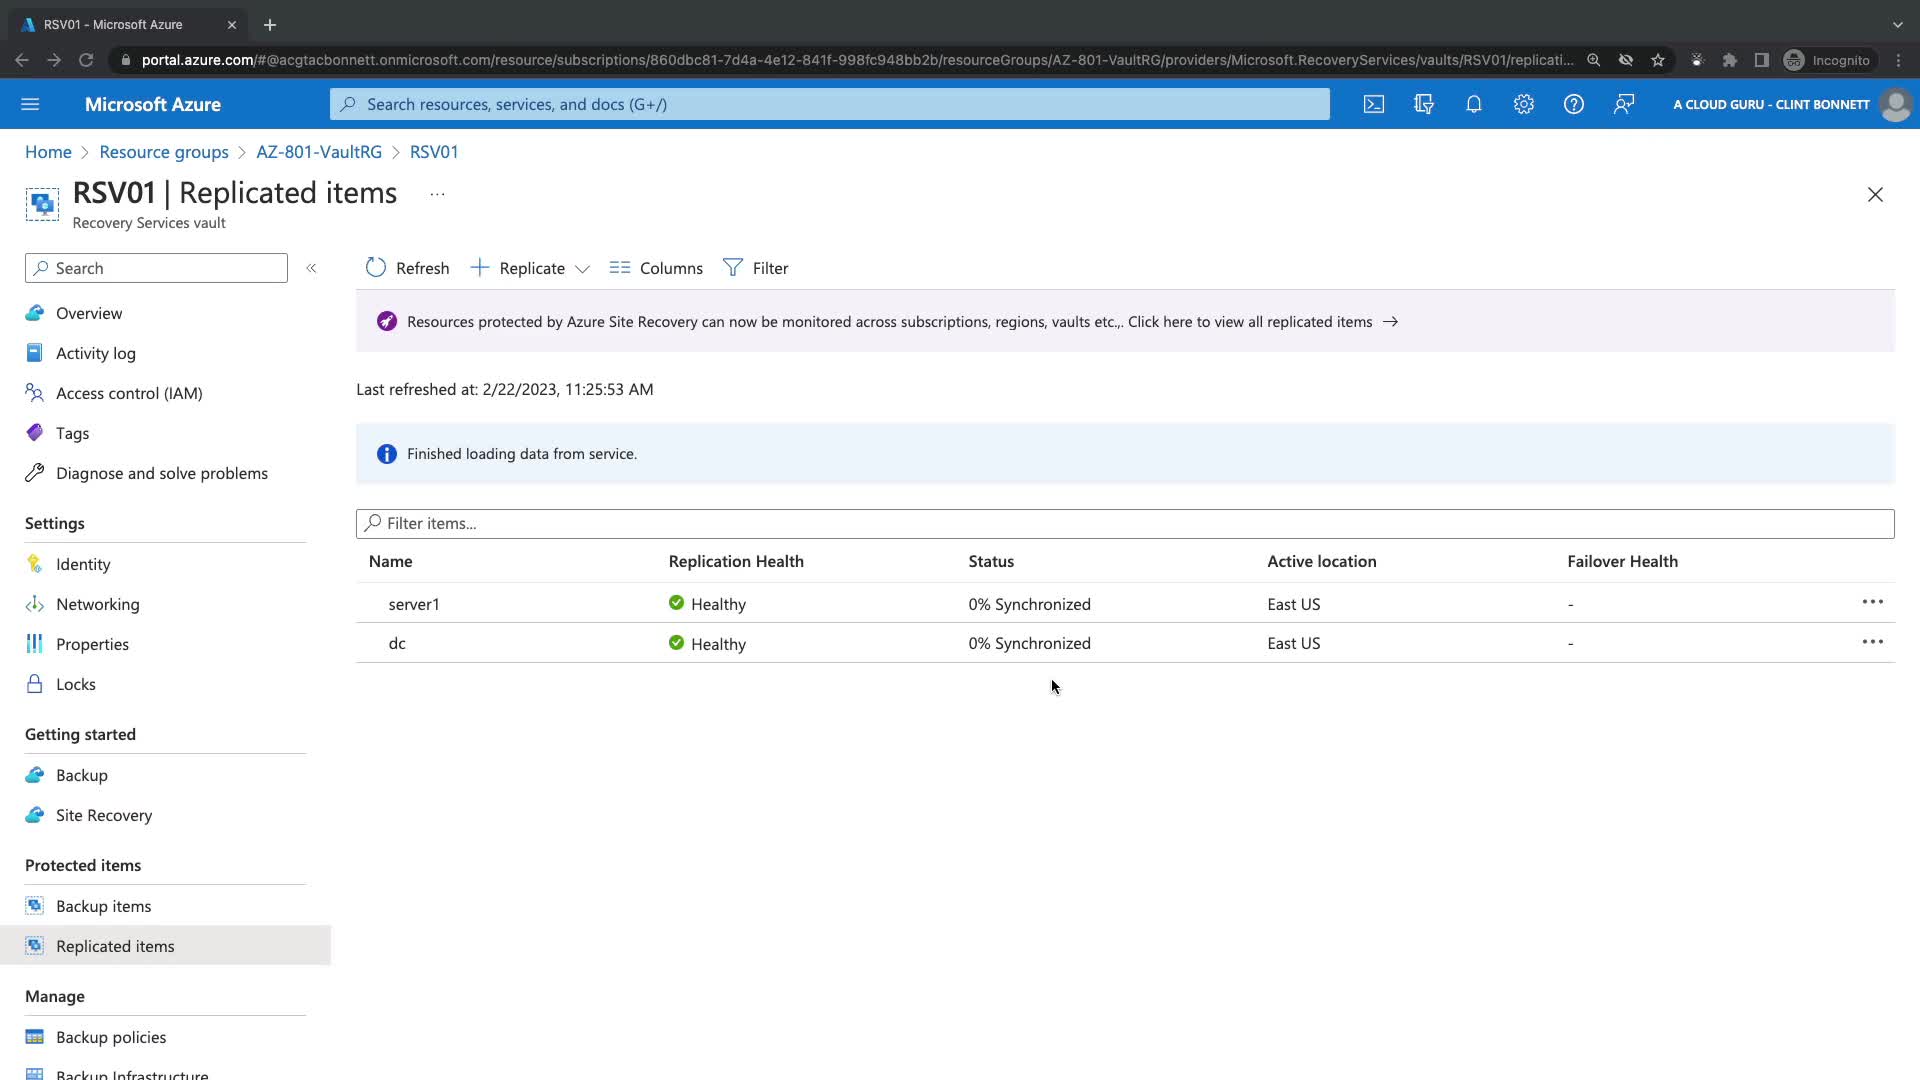 RSV01 - Microsoft Azure
portal.azure.com/#@acgtacbonnett.onmicrosoft.com/resource/subscriptions/860dbc81-7d4a-4e12-841f-998fc948bb2b/resourceGroups/AZ-801-VaultRG/providers/Microsoft.RecoveryServices/vaults/RSV01/replicati...
Incognito
Microsoft Azure
Search resources, services, and docs (G+/)
A CLOUD GURU - CLINT BONNETT
Home > Resource groups > AZ-801-VaultRG > RSV01
RSV01 | Replicated items ...
Recovery Services vault
Search
Refresh
Replicate
Columns
Filter
Overview
Activity log
Access control (IAM)
Tags
Diagnose and solve problems
Settings
Identity
Networking
Properties
Locks
Getting started
Backup
Site Recovery
Protected items
Backup items
Replicated items
Manage
Backup policies
Backup Infrastructure
Resources protected by Azure Site Recovery can now be monitored across subscriptions, regions, vaults etc.,. Click here to view all replicated items →
Last refreshed at: 2/22/2023, 11:25:53 AM
Finished loading data from service.
Filter items...
Name Replication Health Status Active location Failover Health
server1 Healthy 0% Synchronized East US -
dc Healthy 0% Synchronized East US -